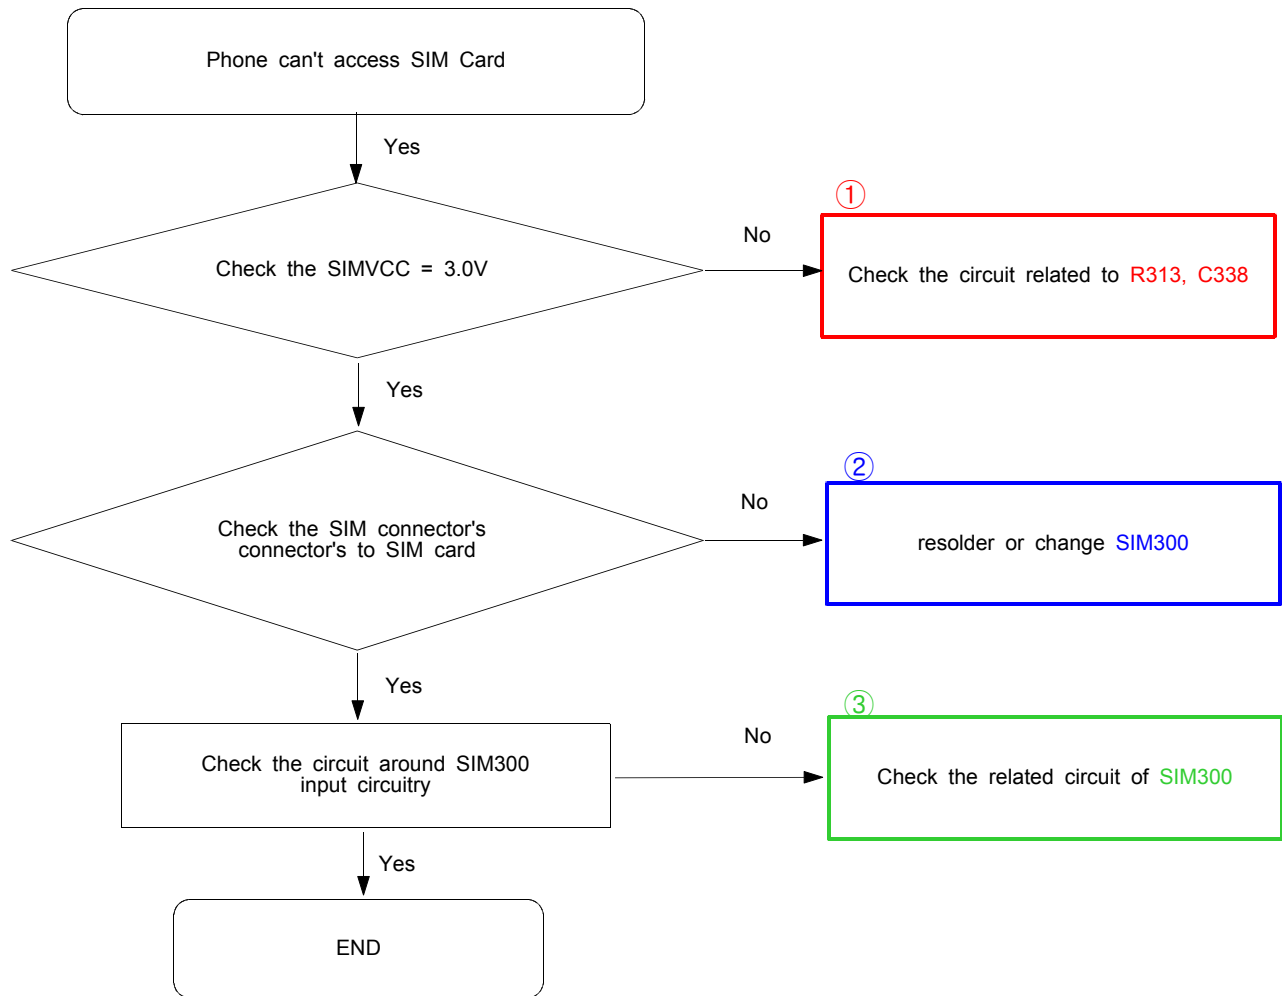 Phone can't access SIM Card
Yes
①
No
Check the SIMVCC = 3.0V
Check the circuit related to R313, C338
Yes
②
No
Check the SIM connector's
connector's to SIM card
resolder or change SIM300
Yes
③
No
Check the circuit around SIM300
input circuitry
Check the related circuit of SIM300
Yes
END